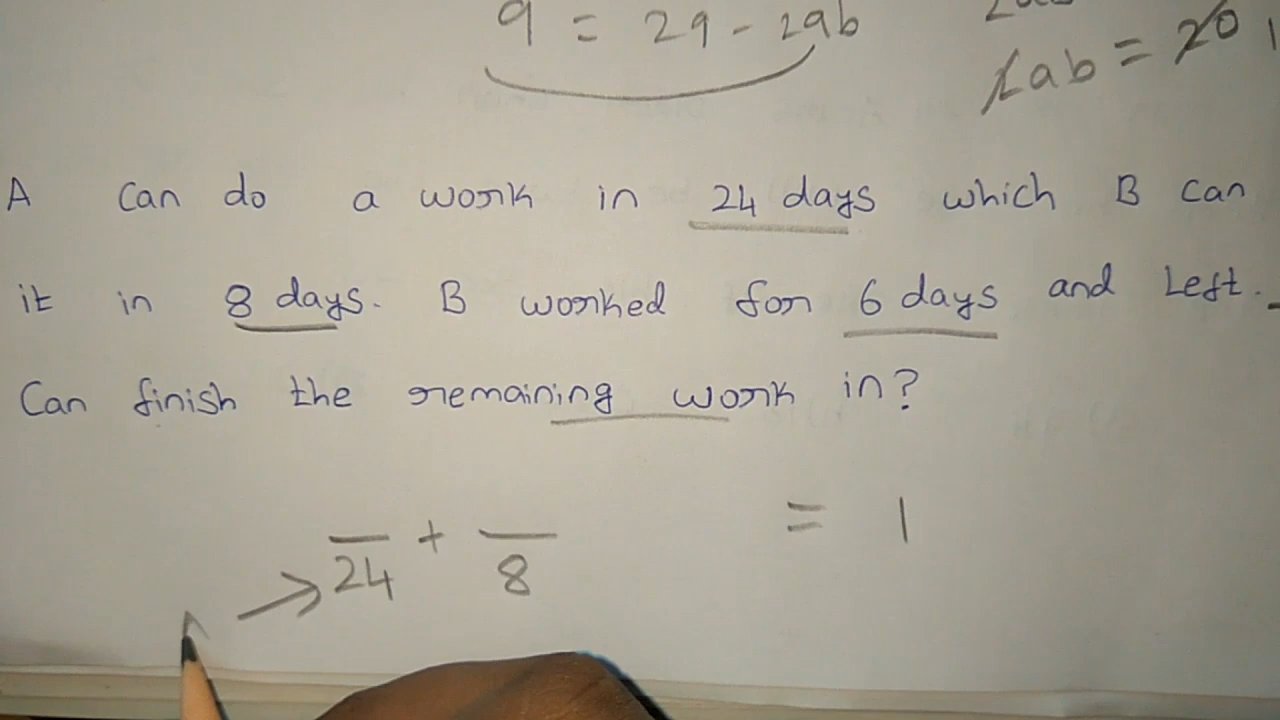 9 = 29 - 2ab
2ab = 20
A can do a work in 24 days which B can
it in 8 days. B worked for 6 days and Left.
Can finish the remaining work in?
— + — = 1
24 8